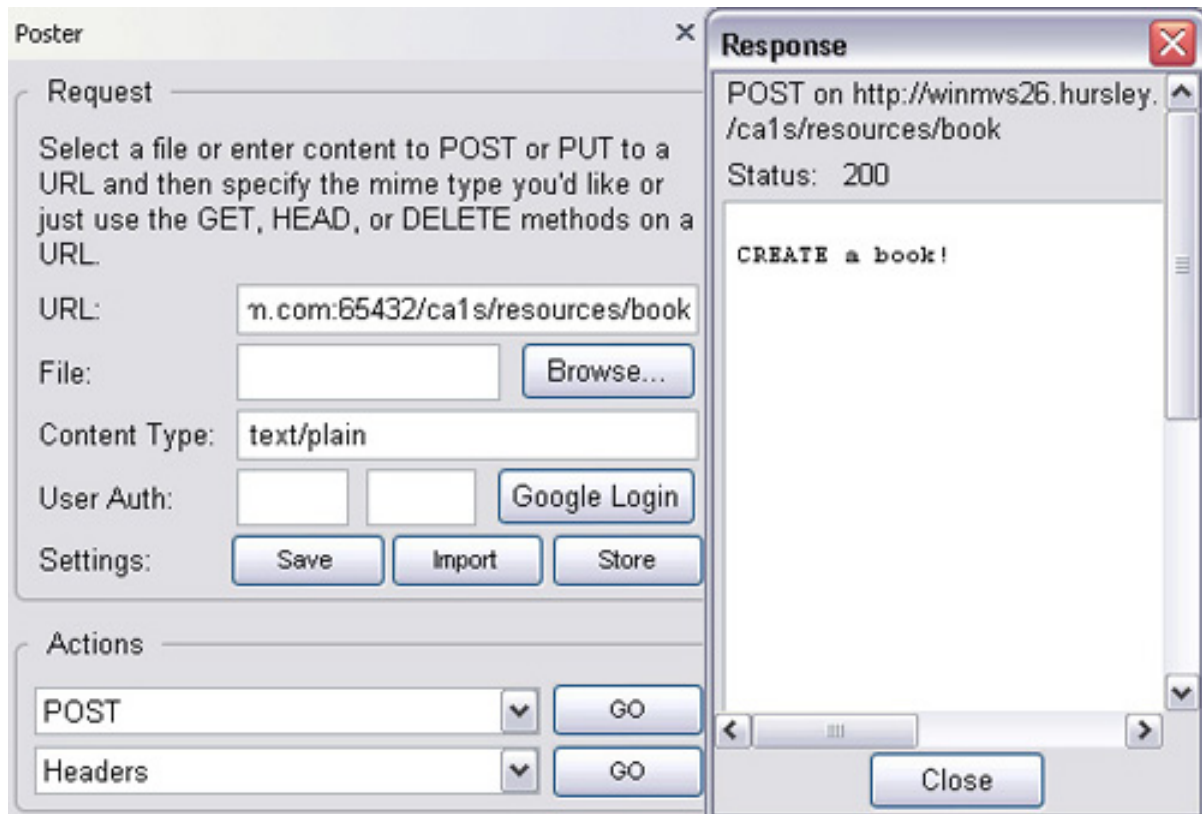 Poster
Request
Select a file or enter content to POST or PUT to a
URL and then specify the mime type you'd like or
just use the GET, HEAD, or DELETE methods on a
URL.
URL: m.com:65432/ca1s/resources/book
File: Browse...
Content Type: text/plain
User Auth: Google Login
Settings: Save Import Store
Actions
POST GO
Headers GO
Response
POST on http://winmvs26.hursley.
/ca1s/resources/book
Status: 200
CREATE a book!
Close